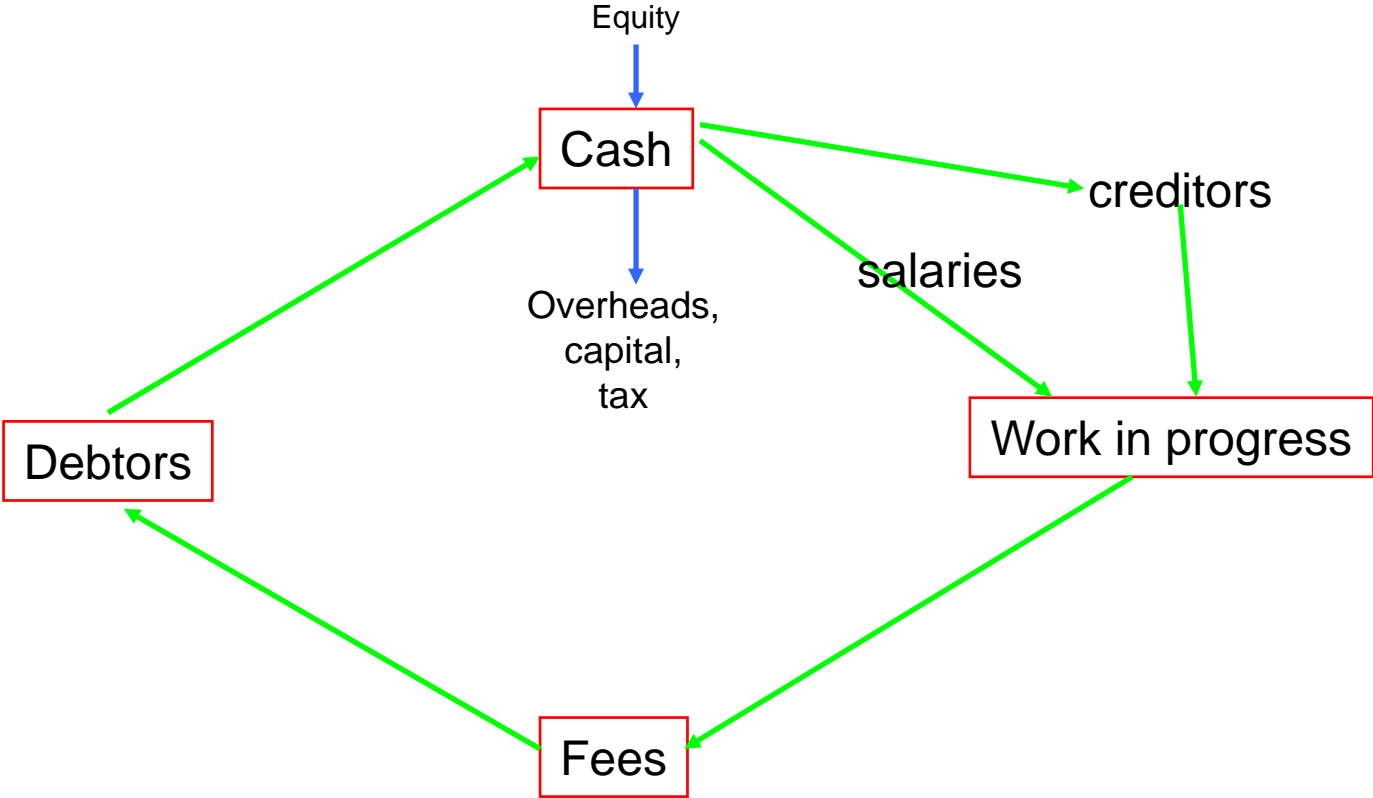 Equity
Cash
creditors
salaries
Overheads,
capital,
tax
Debtors
Work in progress
Fees